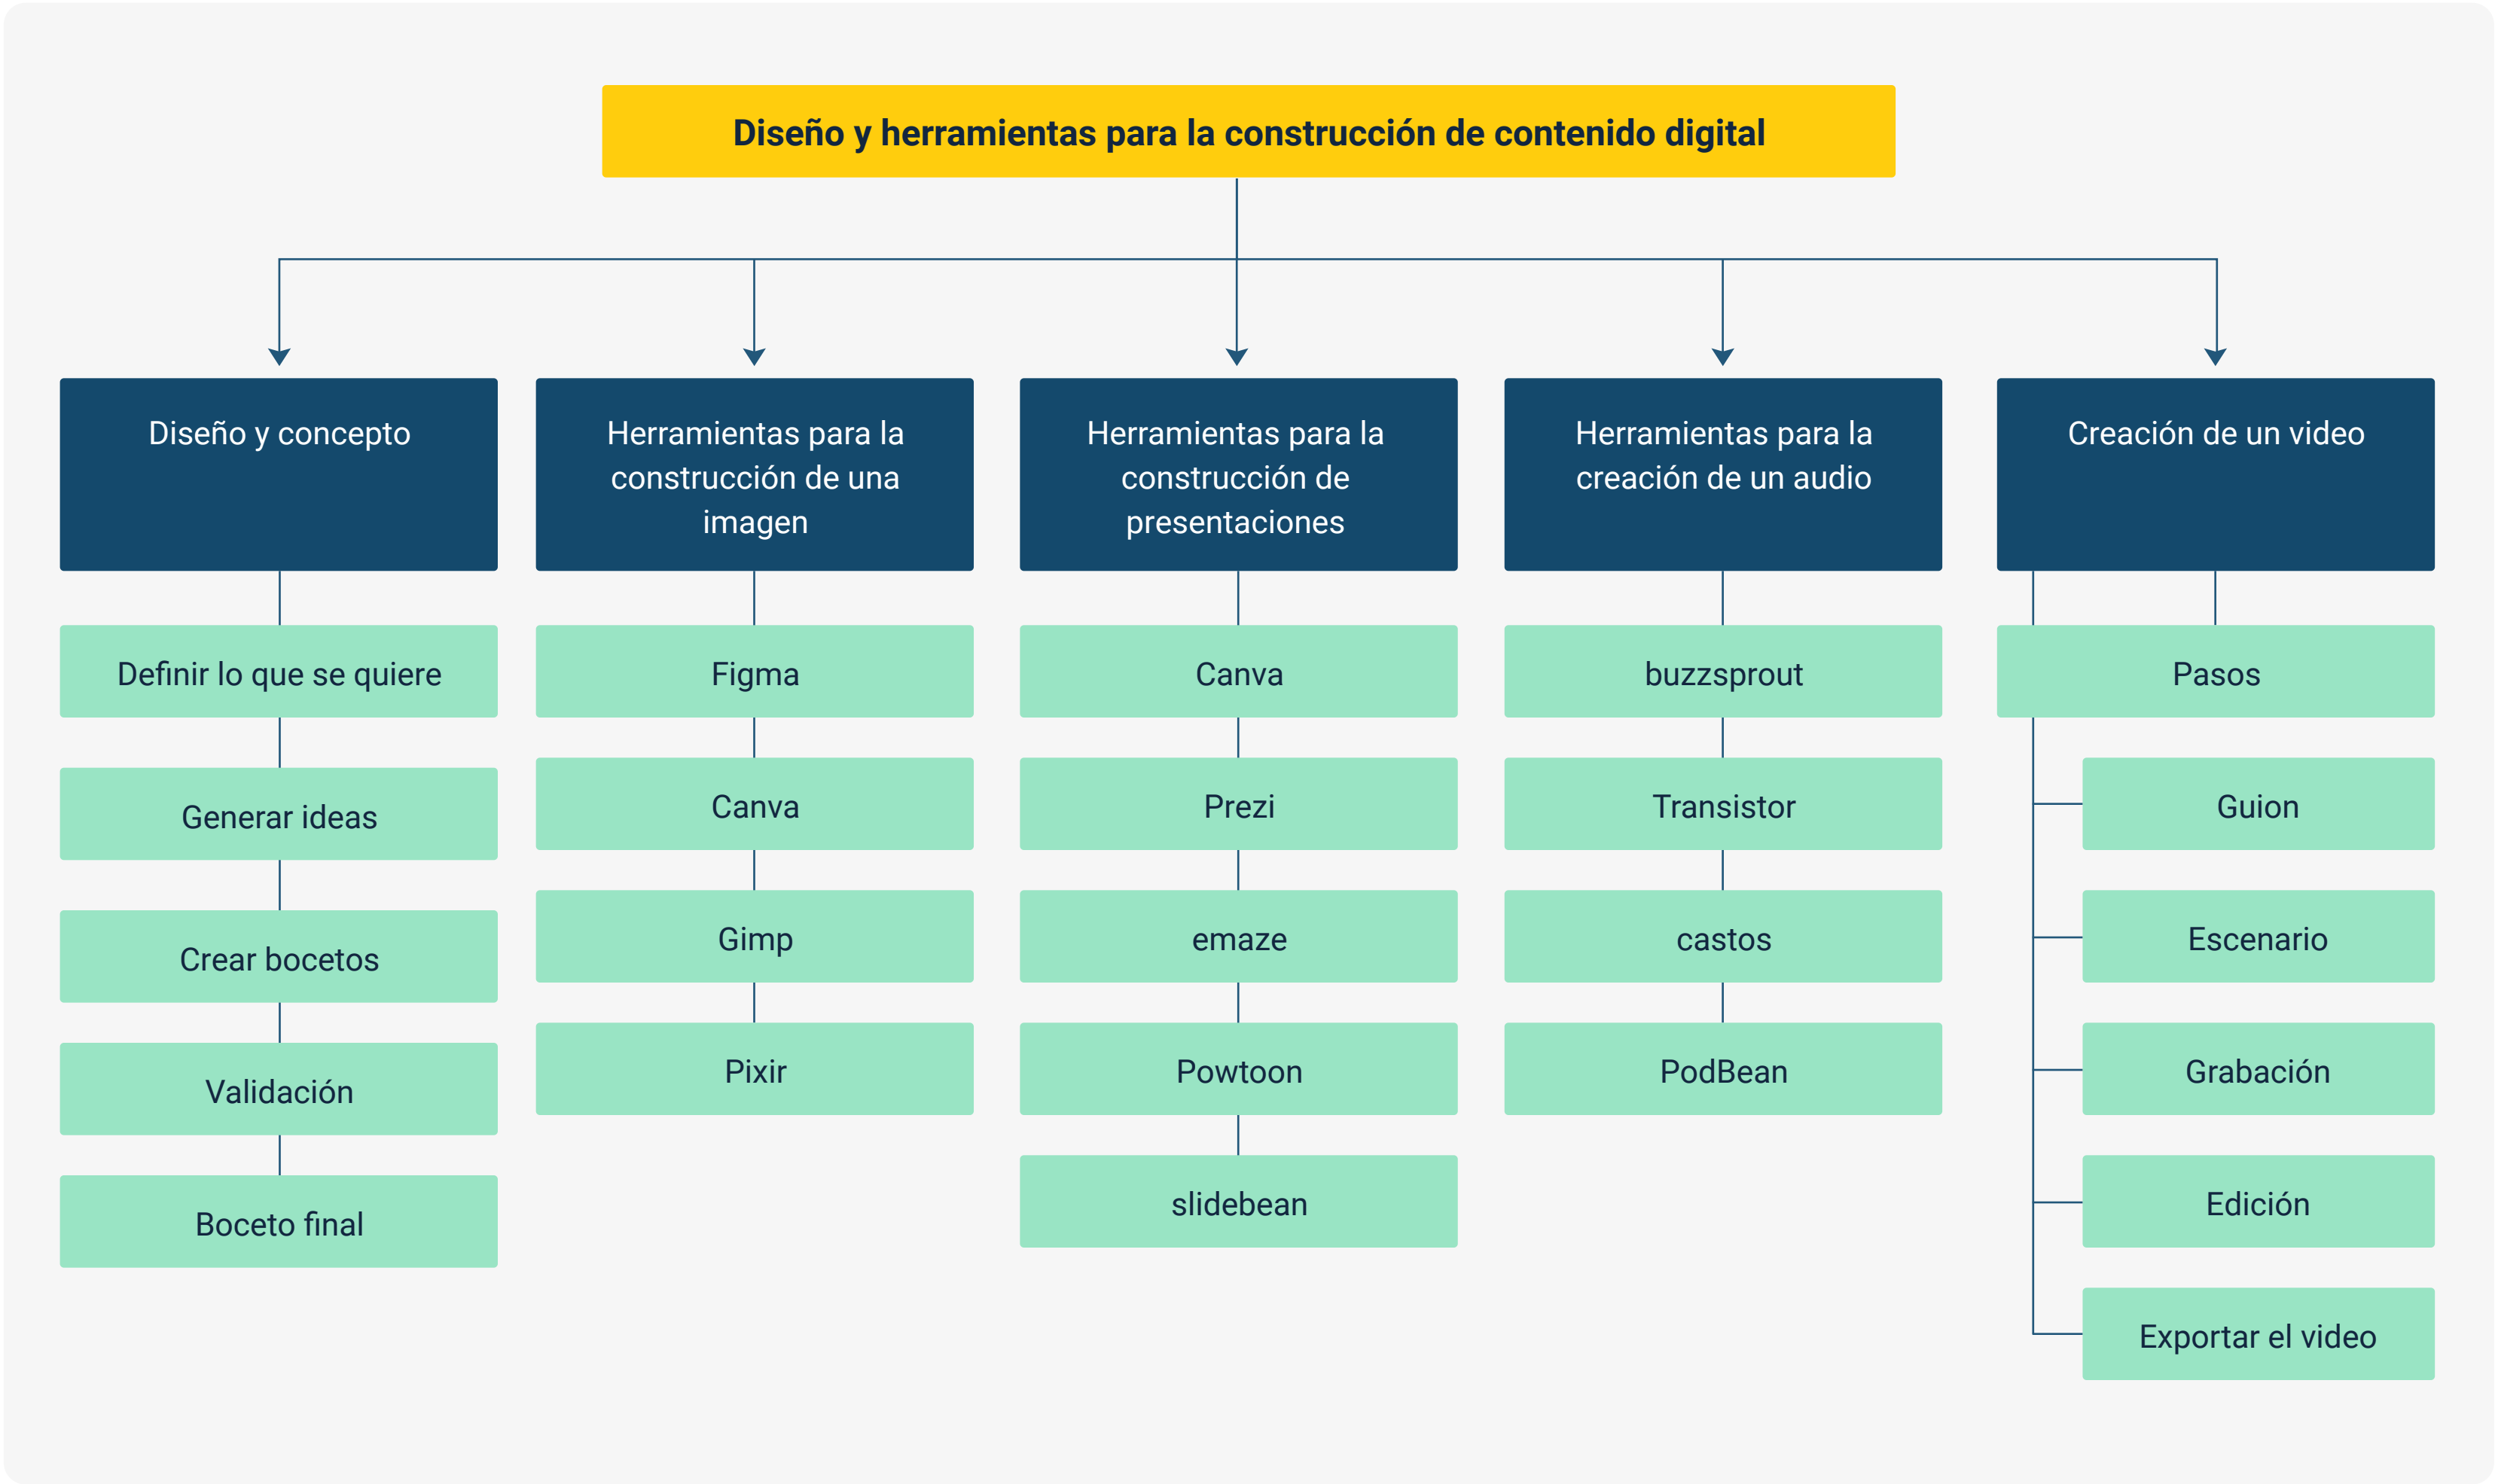 Diseño y herramientas para la construcción de contenido digital
Diseño y concepto
Definir lo que se quiere
Generar ideas
Crear bocetos
Validación
Boceto final
Herramientas para la
construcción de una
imagen
Figma
Canva
Gimp
Pixir
Herramientas para la
construcción de
presentaciones
Canva
Prezi
emaze
Powtoon
slidebean
Herramientas para la
creación de un audio
buzzsprout
Transistor
castos
PodBean
Creación de un video
Pasos
Guion
Escenario
Grabación
Edición
Exportar el video